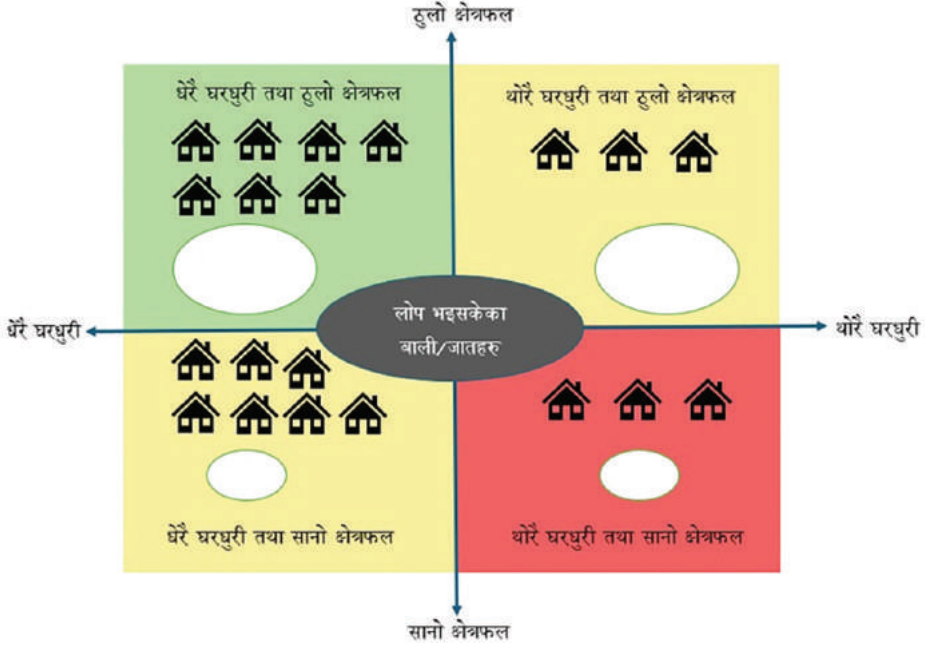 ठुलो क्षेत्रफल
धेरै घरधुरी तथा ठुलो क्षेत्रफल
थोरै घरधुरी तथा ठुलो क्षेत्रफल
धेरै घरधुरी
लोप भइसकेका
बाली/जातहरु
थोरै घरधुरी
धेरै घरधुरी तथा सानो क्षेत्रफल
थोरै घरधुरी तथा सानो क्षेत्रफल
सानो क्षेत्रफल